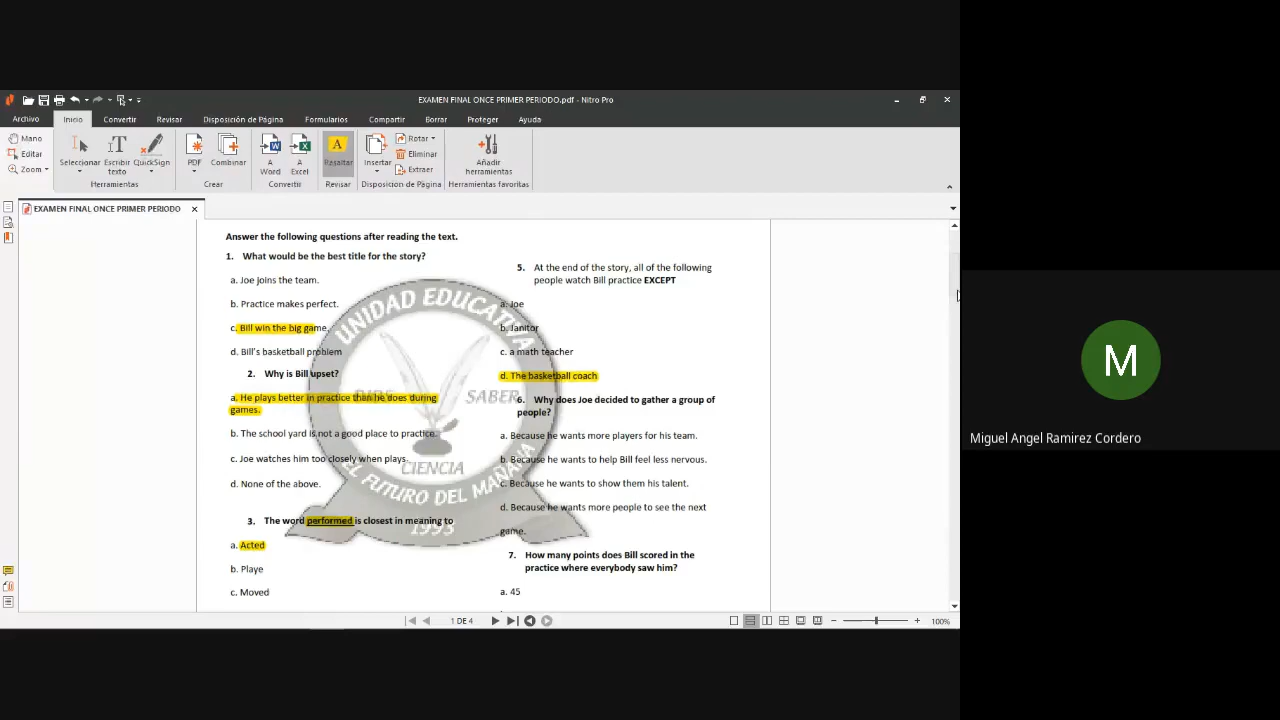 EXAMEN FINAL ONCE PRIMER PERIODO.pdf - Nitro Pro
Archivo Inicio Convertir Revisar Disposición de Página Formularios Compartir Borrar Proteger Ayuda
Mano
Editar
Zoom
Seleccionar
Escribir texto
QuickSign
Herramientas
PDF
Combinar
Crear
A Word
A Excel
Convertir
A
Resaltar
Revisar
Insertar
Rotar
Eliminar
Extraer
Disposición de Página
Añadir herramientas
Herramientas favoritas
EXAMEN FINAL ONCE PRIMER PERIODO
Answer the following questions after reading the text.
1. What would be the best title for the story?
a. Joe joins the team.
b. Practice makes perfect.
c. Bill win the big game.
d. Bill's basketball problem
2. Why is Bill upset?
a. He plays better in practice than he does during
games.
b. The school yard is not a good place to practice.
c. Joe watches him too closely when plays.
d. None of the above.
3. The word performed is closest in meaning to
a. Acted
b. Playe
c. Moved
5. At the end of the story, all of the following
people watch Bill practice EXCEPT
a. Joe
b. Janitor
c. a math teacher
d. The basketball coach
6. Why does Joe decided to gather a group of
people?
a. Because he wants more players for his team.
b. Because he wants to help Bill feel less nervous.
c. Because he wants to show them his talent.
d. Because he wants more people to see the next
game.
7. How many points does Bill scored in the
practice where everybody saw him?
a. 45
UNIDAD EDUCATIVA
SABER
CIENCIA
EL FUTURO DEL MAÑANA
1993
1 DE 4
100%
M
Miguel Angel Ramirez Cordero